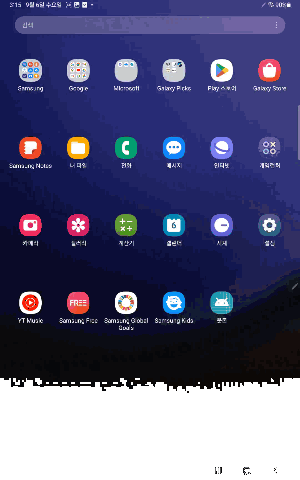 3:15 9월 6일 수요일
90%
검색
Samsung
Google
Microsoft
Galaxy Picks
Play 스토어
Galaxy Store
Samsung Notes
내 파일
전화
메시지
인터넷
게임런처
카메라
갤러리
계산기
6
캘린더
시계
설정
FREE
YT Music
Samsung Free
Samsung Global
Goals
Samsung Kids